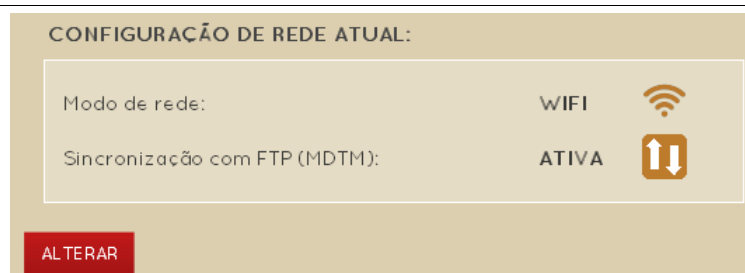 CONFIGURAÇÃO DE REDE ATUAL:
Modo de rede: WIFI
Sincronização com FTP (MDTM): ATIVA
ALTERAR